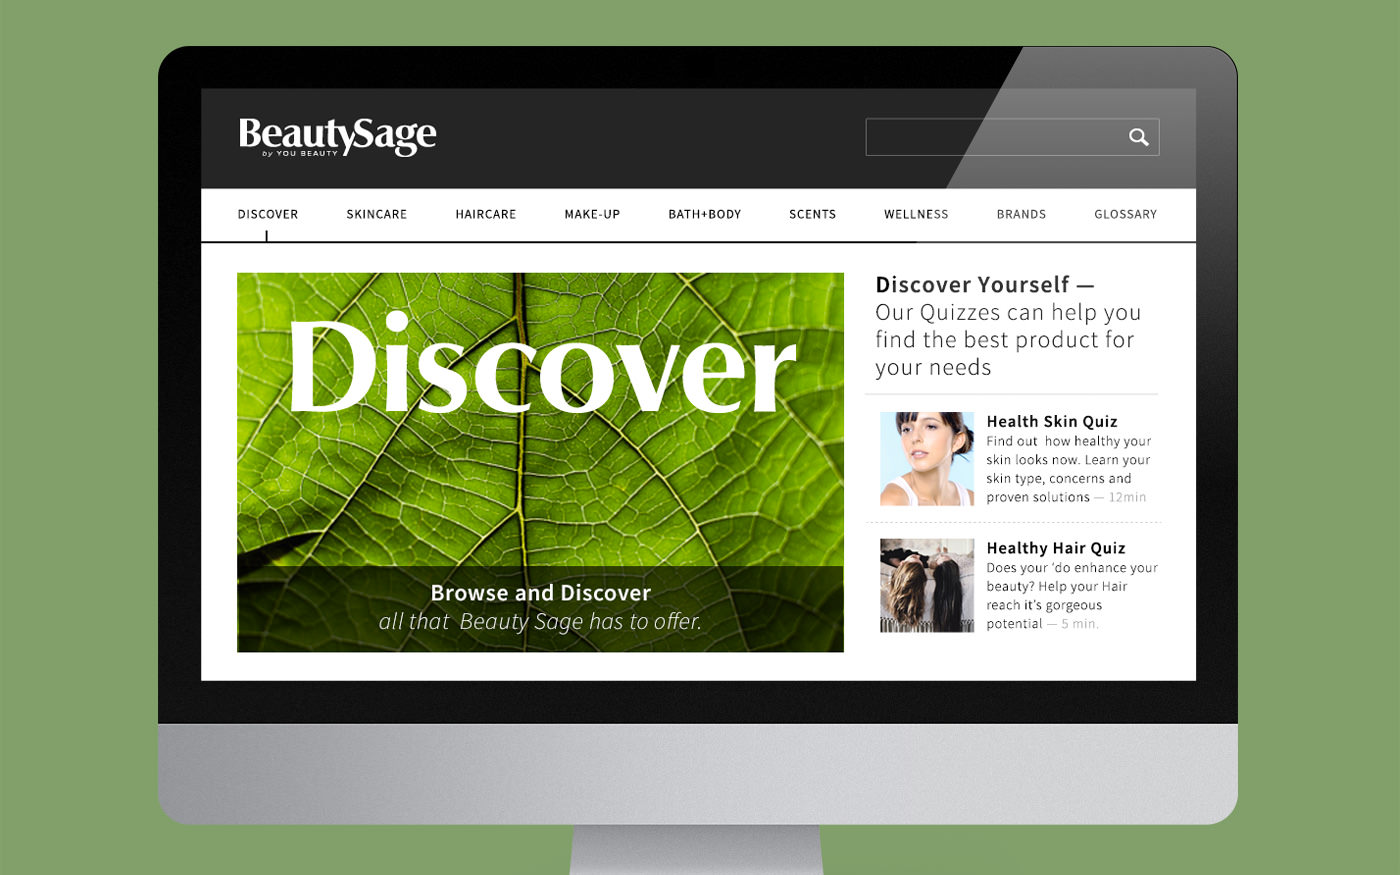 BeautySage
by YOU BEAUTY
DISCOVER SKINCARE HAIRCARE MAKE-UP BATH+BODY SCENTS WELLNESS BRANDS GLOSSARY
Discover
Browse and Discover
all that Beauty Sage has to offer.
Discover Yourself —
Our Quizzes can help you
find the best product for
your needs
Health Skin Quiz
Find out how healthy your
skin looks now. Learn your
skin type, concerns and
proven solutions — 12min
Healthy Hair Quiz
Does your ‘do enhance your
beauty? Help your Hair
reach it’s gorgeous
potential — 5 min.